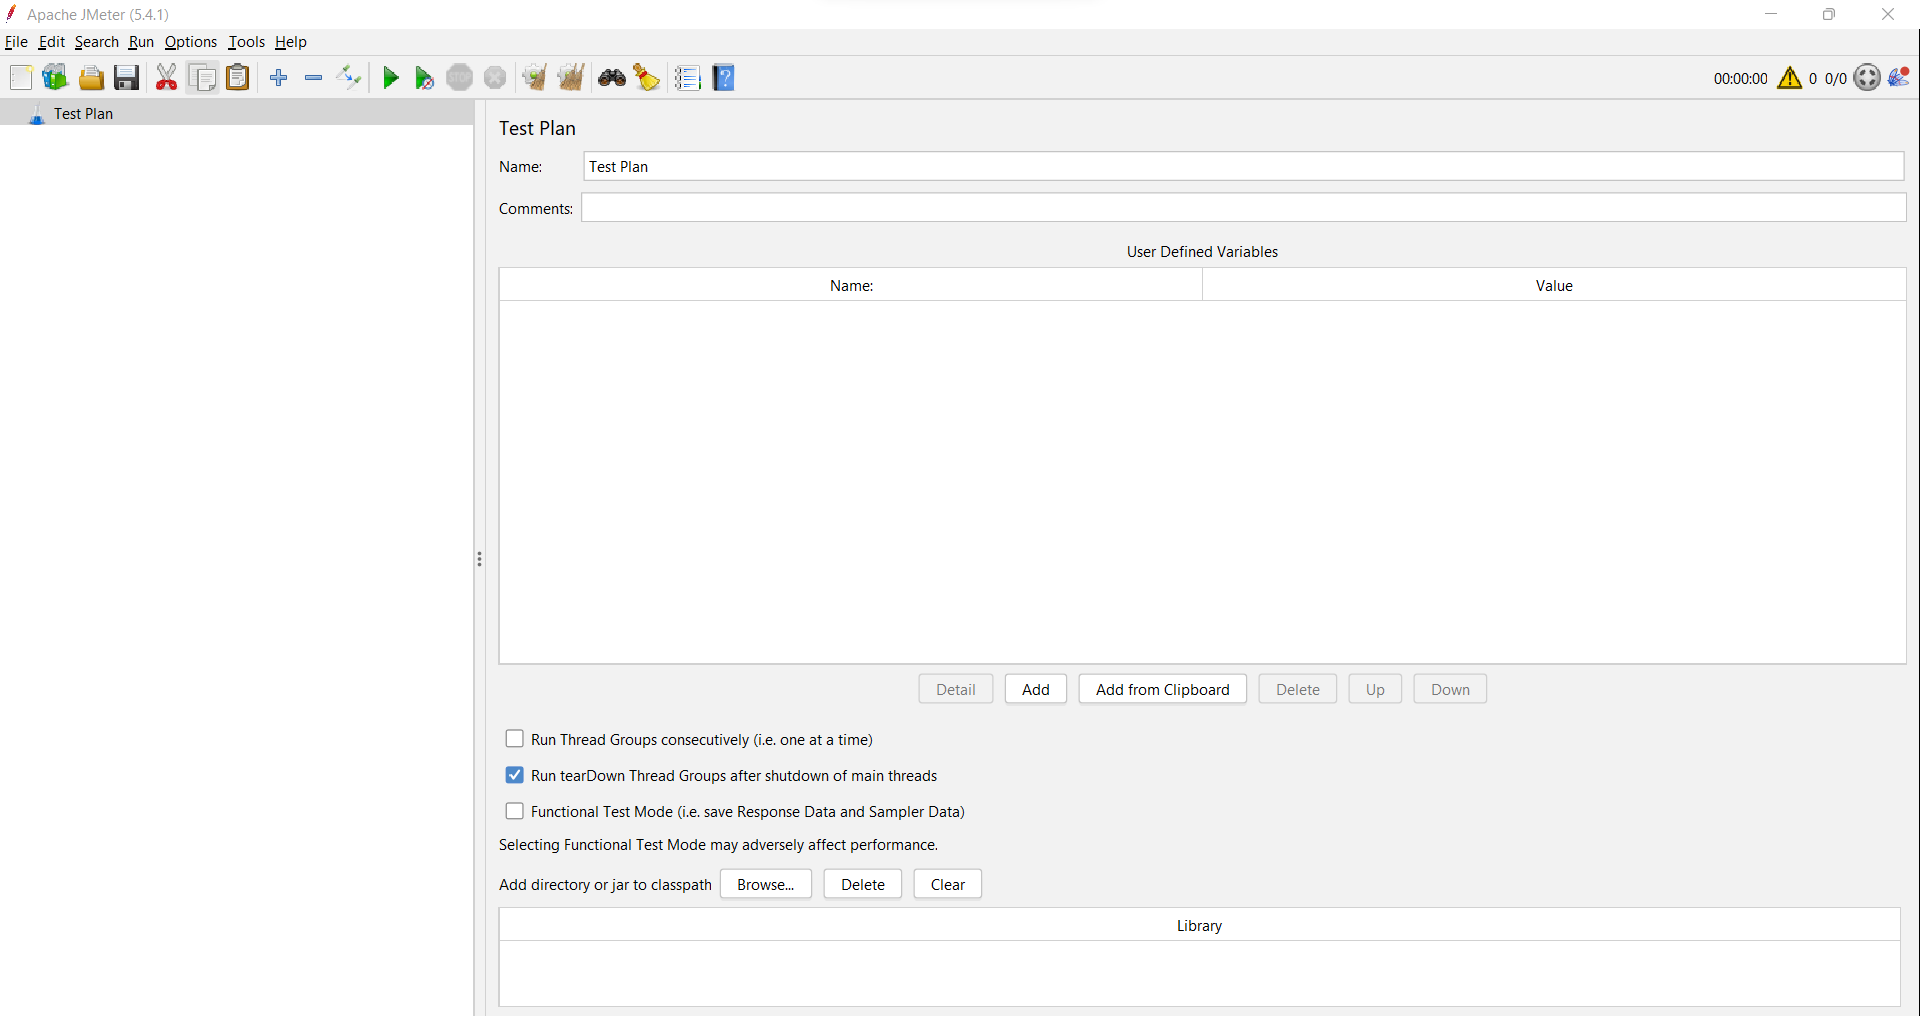 Apache JMeter (5.4.1)
File Edit Search Run Options Tools Help
STOP
?
00:00:00 0 0/0
Test Plan
Test Plan
Name: Test Plan
Comments:
User Defined Variables
Name: Value
Detail Add Add from Clipboard Delete Up Down
Run Thread Groups consecutively (i.e. one at a time)
Run tearDown Thread Groups after shutdown of main threads
Functional Test Mode (i.e. save Response Data and Sampler Data)
Selecting Functional Test Mode may adversely affect performance.
Add directory or jar to classpath Browse... Delete Clear
Library